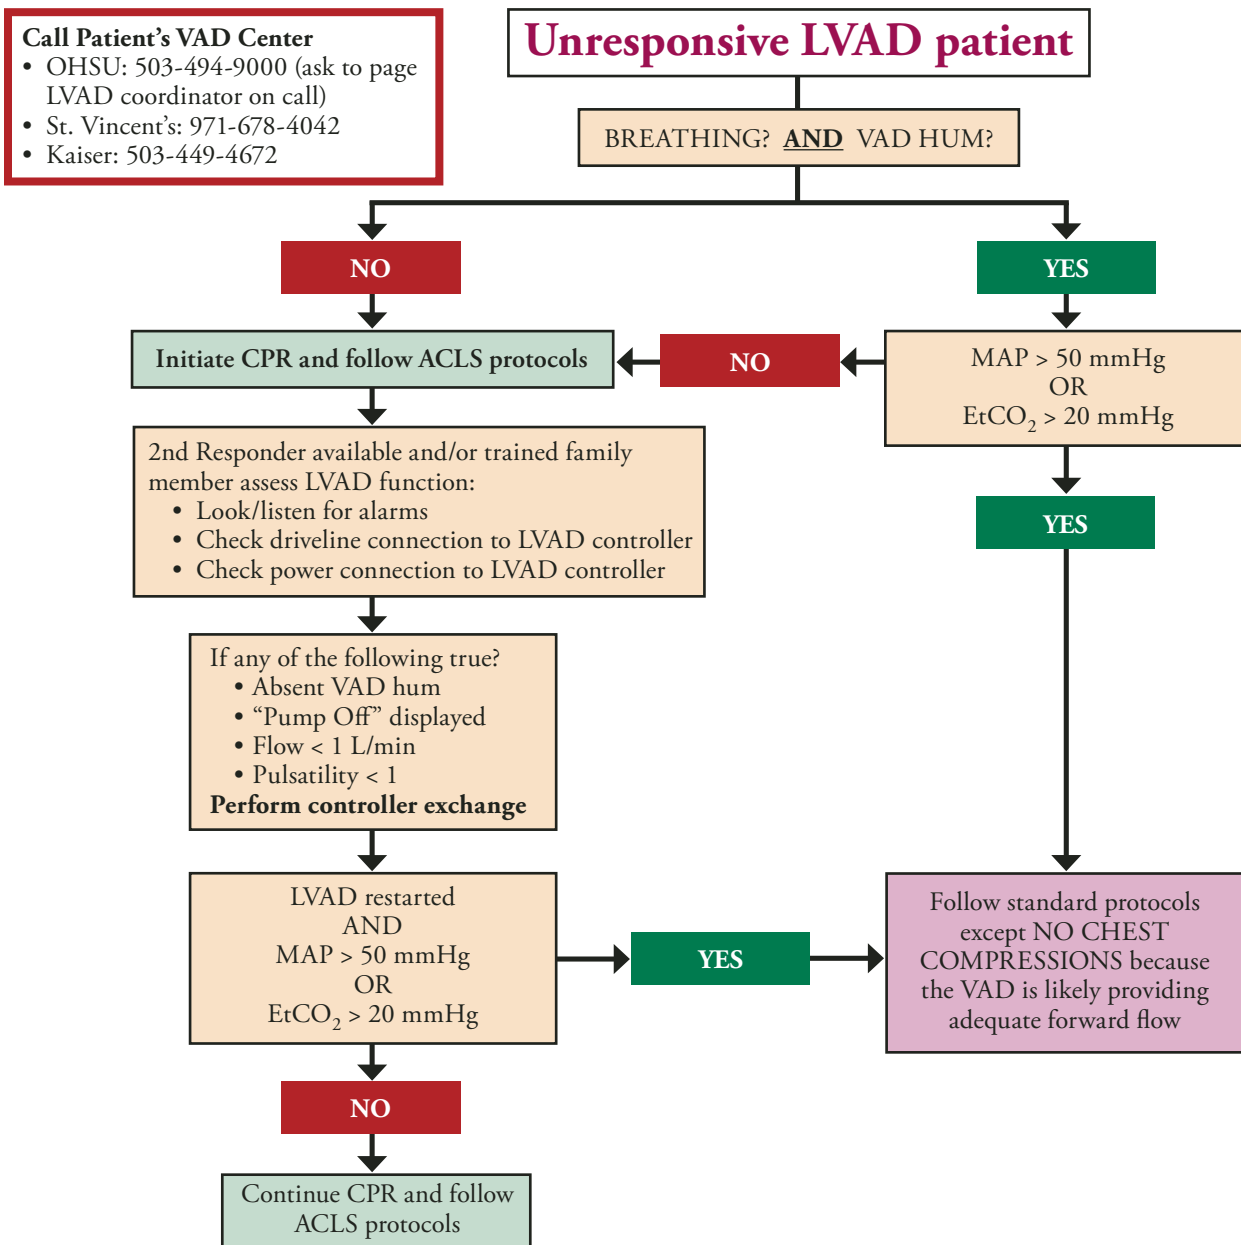 Call Patient's VAD Center
• OHSU: 503-494-9000 (ask to page
LVAD coordinator on call)
• St. Vincent's: 971-678-4042
• Kaiser: 503-449-4672
Unresponsive LVAD patient
BREATHING? AND VAD HUM?
NO
YES
Initiate CPR and follow ACLS protocols
NO
MAP > 50 mmHg
OR
EtCO₂ > 20 mmHg
2nd Responder available and/or trained family
member assess LVAD function:
• Look/listen for alarms
• Check driveline connection to LVAD controller
• Check power connection to LVAD controller
YES
If any of the following true?
• Absent VAD hum
• “Pump Off” displayed
• Flow < 1 L/min
• Pulsatility < 1
Perform controller exchange
LVAD restarted
AND
MAP > 50 mmHg
OR
EtCO₂ > 20 mmHg
YES
Follow standard protocols
except NO CHEST
COMPRESSIONS because
the VAD is likely providing
adequate forward flow
NO
Continue CPR and follow
ACLS protocols